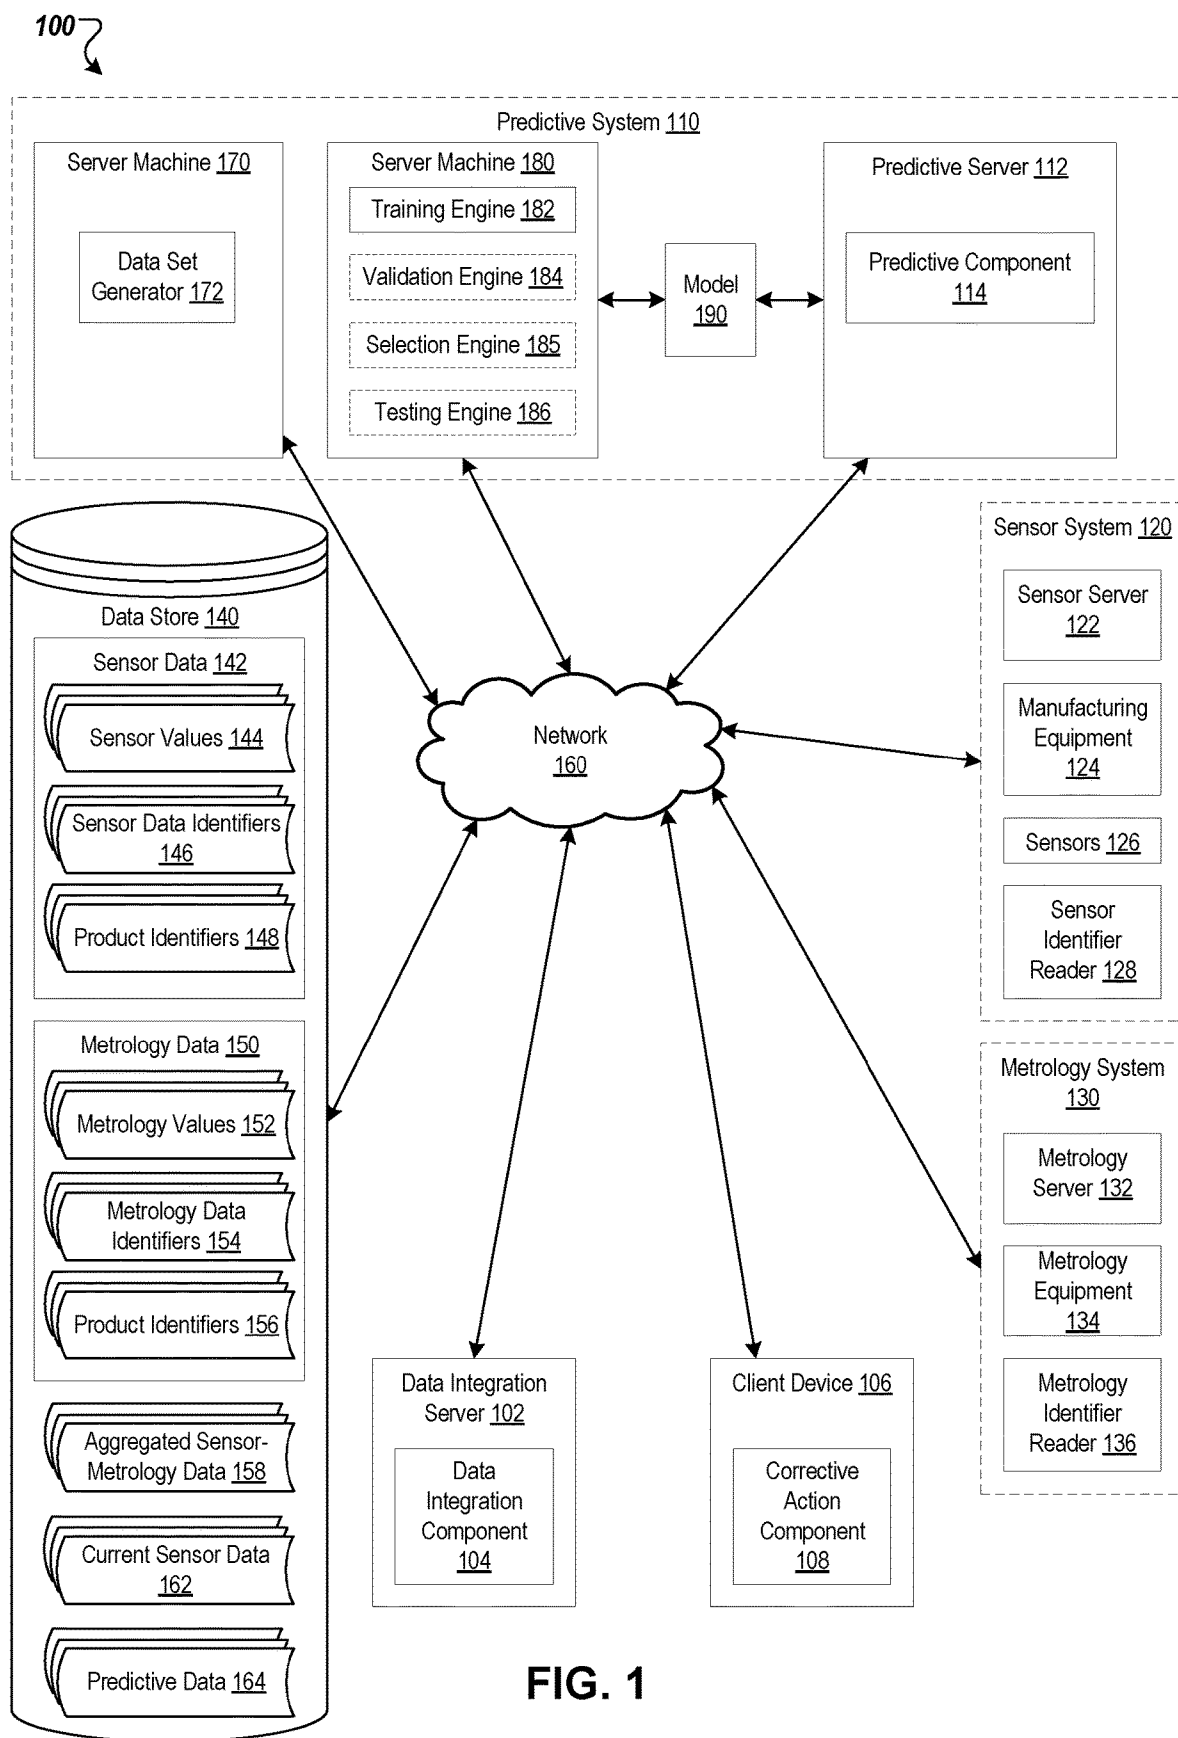 100
Predictive System 110
Server Machine 170
Data Set
Generator 172
Server Machine 180
Training Engine 182
Validation Engine 184
Selection Engine 185
Testing Engine 186
Model
190
Predictive Server 112
Predictive Component
114
Data Store 140
Sensor Data 142
Sensor Values 144
Sensor Data Identifiers
146
Product Identifiers 148
Metrology Data 150
Metrology Values 152
Metrology Data
Identifiers 154
Product Identifiers 156
Aggregated Sensor-
Metrology Data 158
Current Sensor Data
162
Predictive Data 164
Network
160
Sensor System 120
Sensor Server
122
Manufacturing
Equipment
124
Sensors 126
Sensor
Identifier
Reader 128
Metrology System
130
Metrology
Server 132
Metrology
Equipment
134
Metrology
Identifier
Reader 136
Data Integration
Server 102
Data
Integration
Component
104
Client Device 106
Corrective
Action
Component
108
FIG. 1